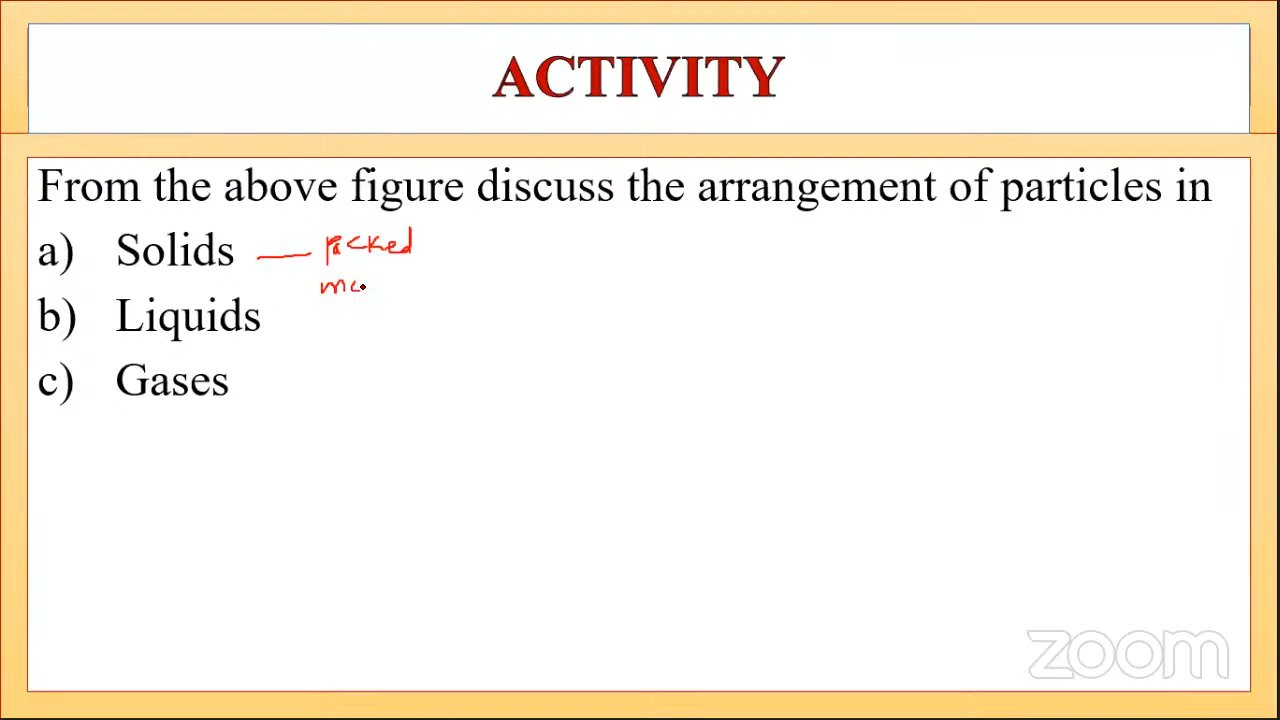 ACTIVITY
From the above figure discuss the arrangement of particles in
a) Solids — packed
b) Liquids
c) Gases
zoom